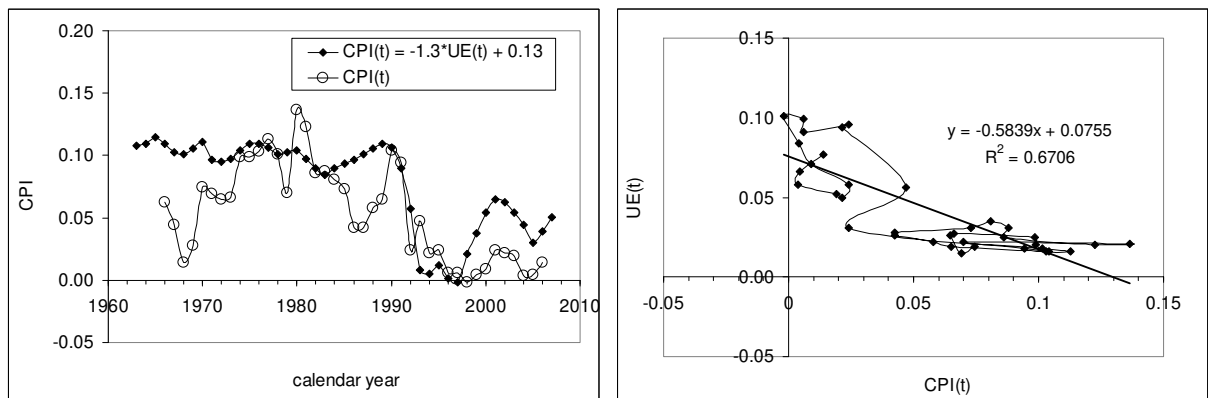 0.20
0.15
0.10
0.05
0.00
-0.05
CPI
1960 1970 1980 1990 2000 2010
calendar year
CPI(t) = -1.3*UE(t) + 0.13
CPI(t)
0.15
0.10
0.05
0.00
-0.05
UE(t)
-0.05 0 0.05 0.10 0.15
CPI(t)
y = -0.5839x + 0.0755
R² = 0.6706